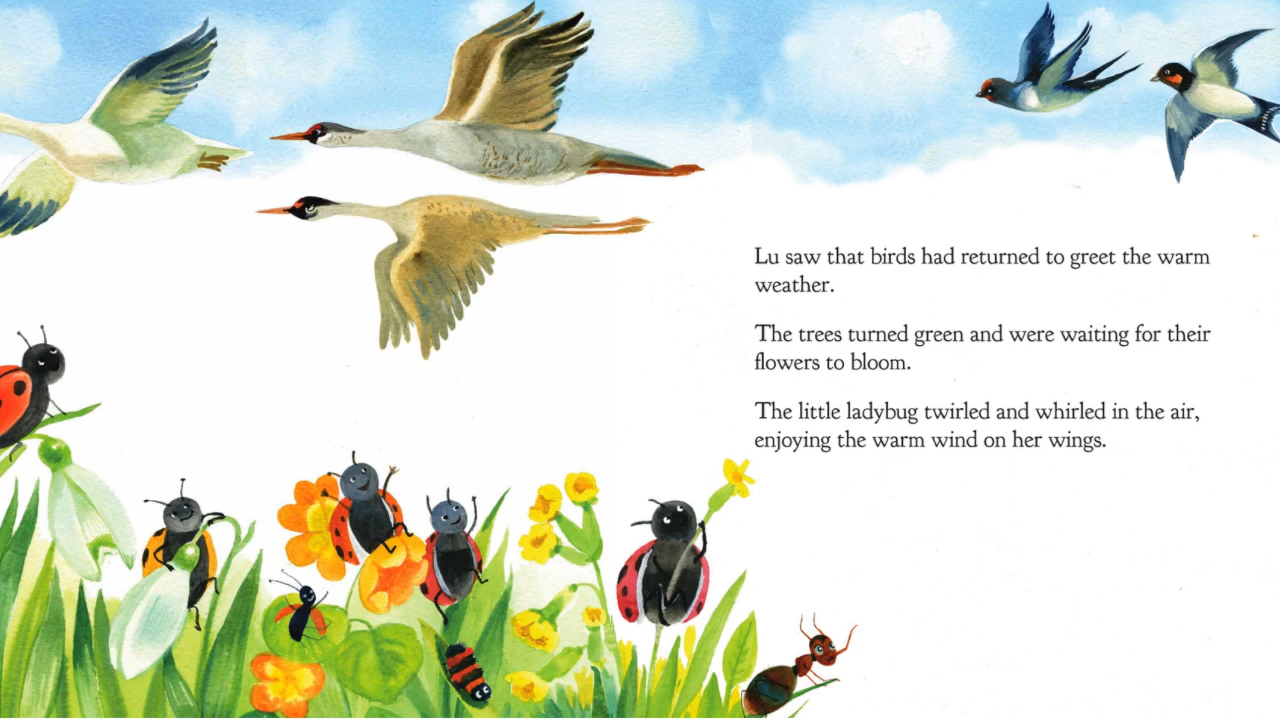 Lu saw that birds had returned to greet the warm
weather.
The trees turned green and were waiting for their
flowers to bloom.
The little ladybug twirled and whirled in the air,
enjoying the warm wind on her wings.